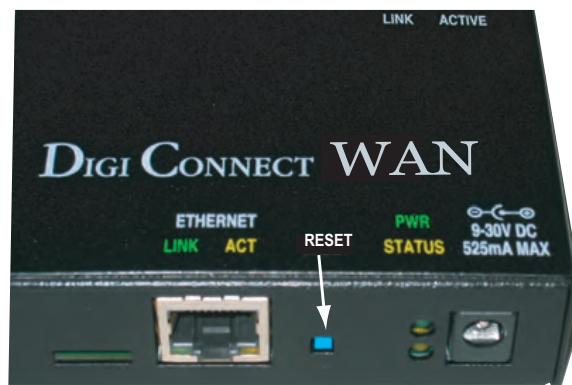 LINK ACTIVE
DIGI CONNECT WAN
ETHERNET
LINK ACT
RESET
PWR
STATUS
9-30V DC
525mA MAX